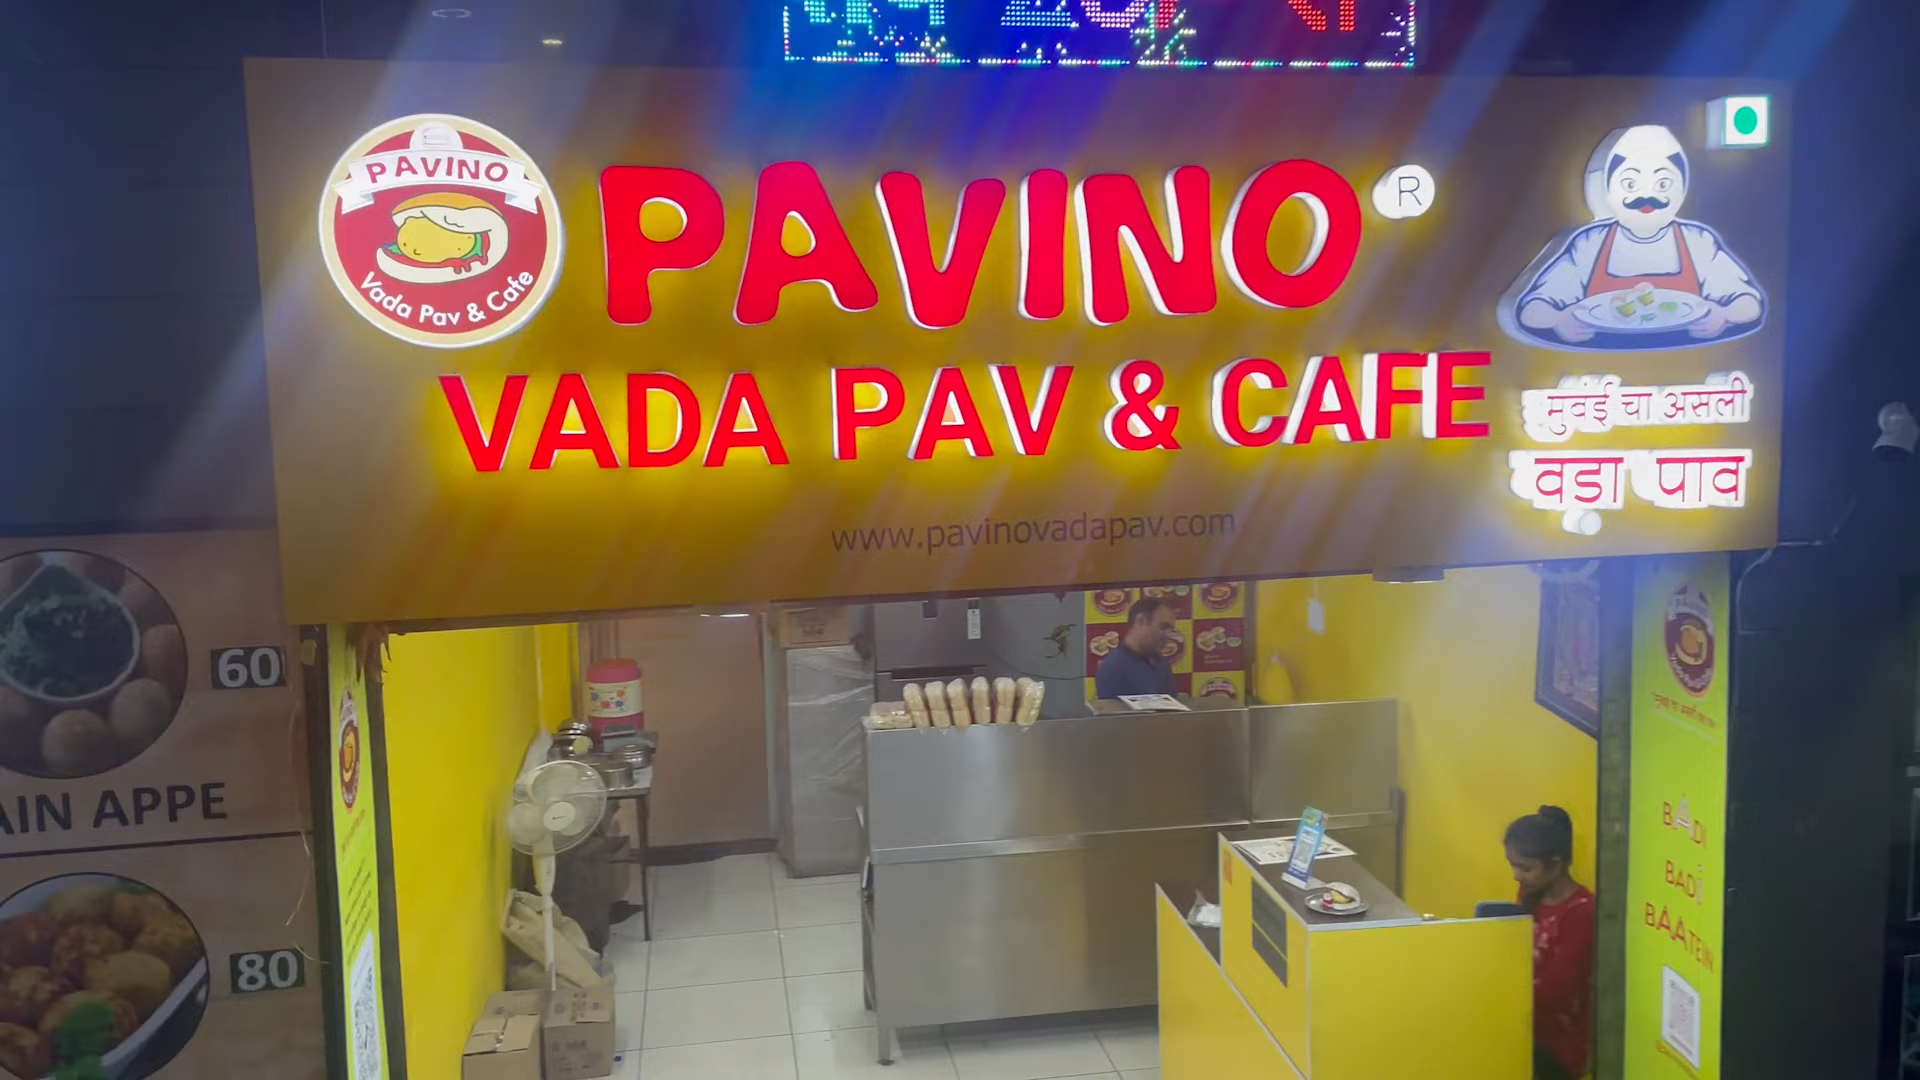 PAVINO
Vada Pav & Cafe
PAVINO
R
VADA PAV & CAFE
मुंबई चा असली
वड़ा पाव
www.pavinovadapav.com
60
AIN APPE
80
BADI
BADI
BAATEIN